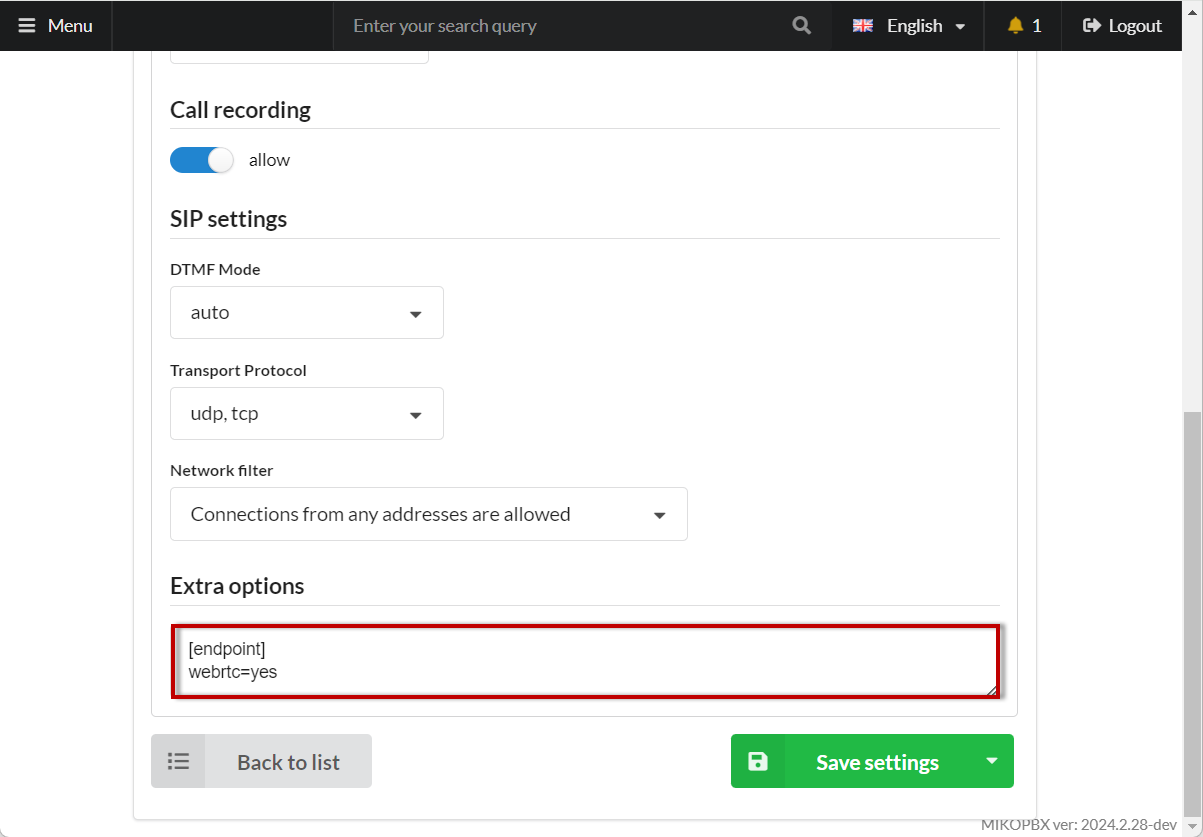 Menu
Enter your search query
English
1
Logout
Call recording
allow
SIP settings
DTMF Mode
auto
Transport Protocol
udp, tcp
Network filter
Connections from any addresses are allowed
Extra options
[endpoint]
webrtc=yes
Back to list
Save settings
MIKOPBX ver: 2024.2.28-dev